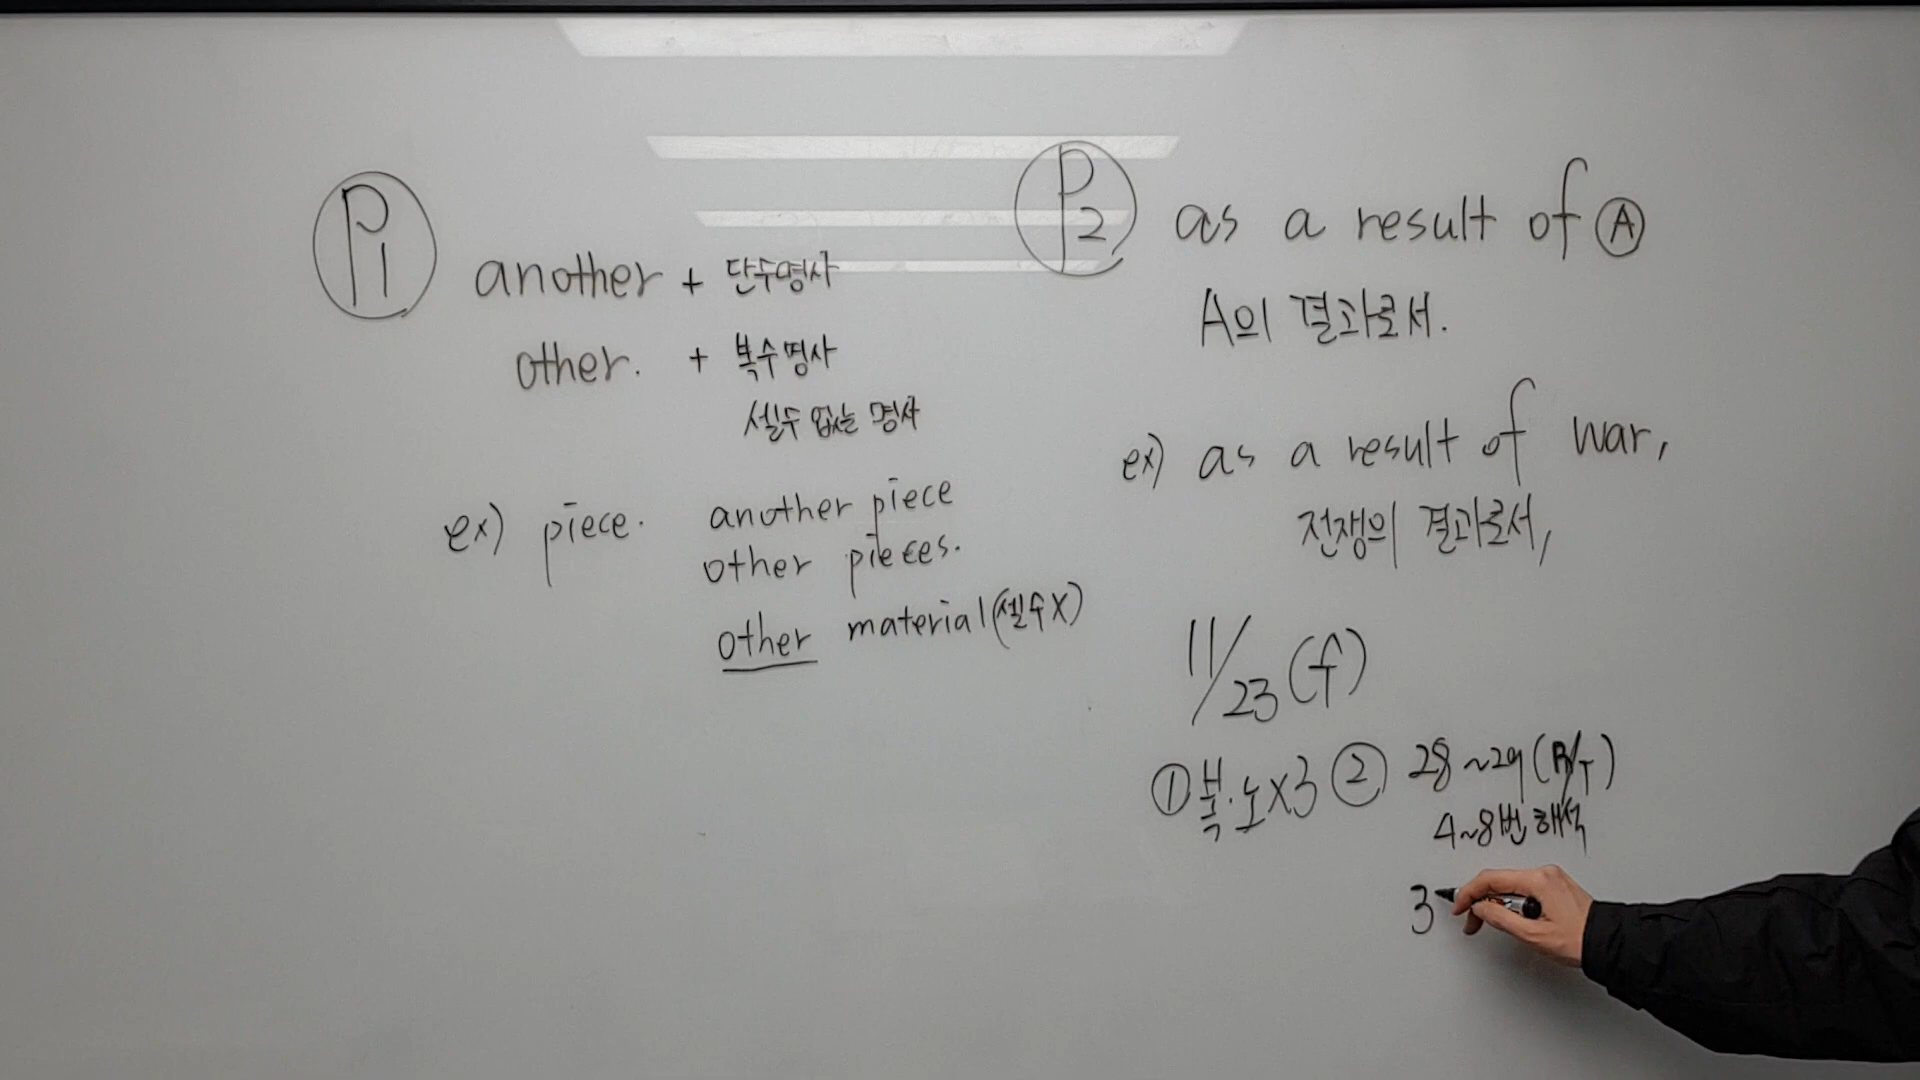 P1
another + 단수명사
other. + 복수명사
셀수 없는 명사
ex) piece. another piece
other pieces.
other material(셀수X)
P2 as a result of Ⓐ
A의 결과로서.
ex) as a result of war,
전쟁의 결과로서,
11/23 (f)
① 복.노x3 ② 28~29 (R/T)
4~8번 해석
3